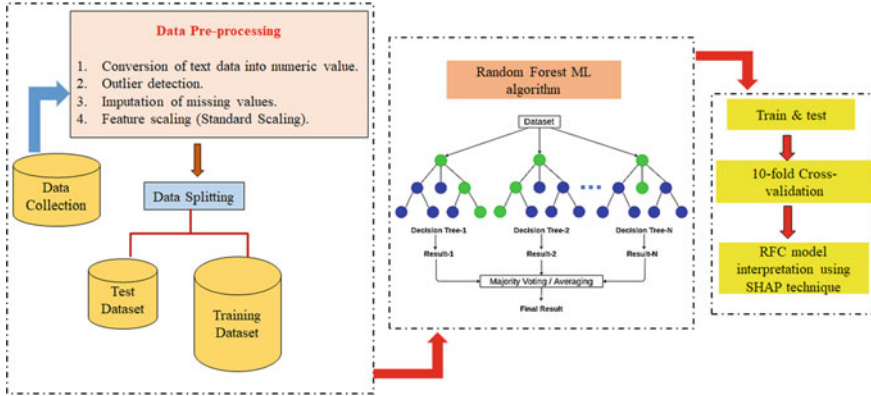 Data Pre-processing
1. Conversion of text data into numeric value.
2. Outlier detection.
3. Imputation of missing values.
4. Feature scaling (Standard Scaling).
Data
Collection
Data Splitting
Test
Dataset
Training
Dataset
Random Forest ML
algorithm
Dataset
Decision Tree-1 Decision Tree-2 Decision Tree-N
Result-1 Result-2 Result-N
Majority Voting / Averaging
Final Result
Train & test
10-fold Cross-
validation
RFC model
interpretation using
SHAP technique